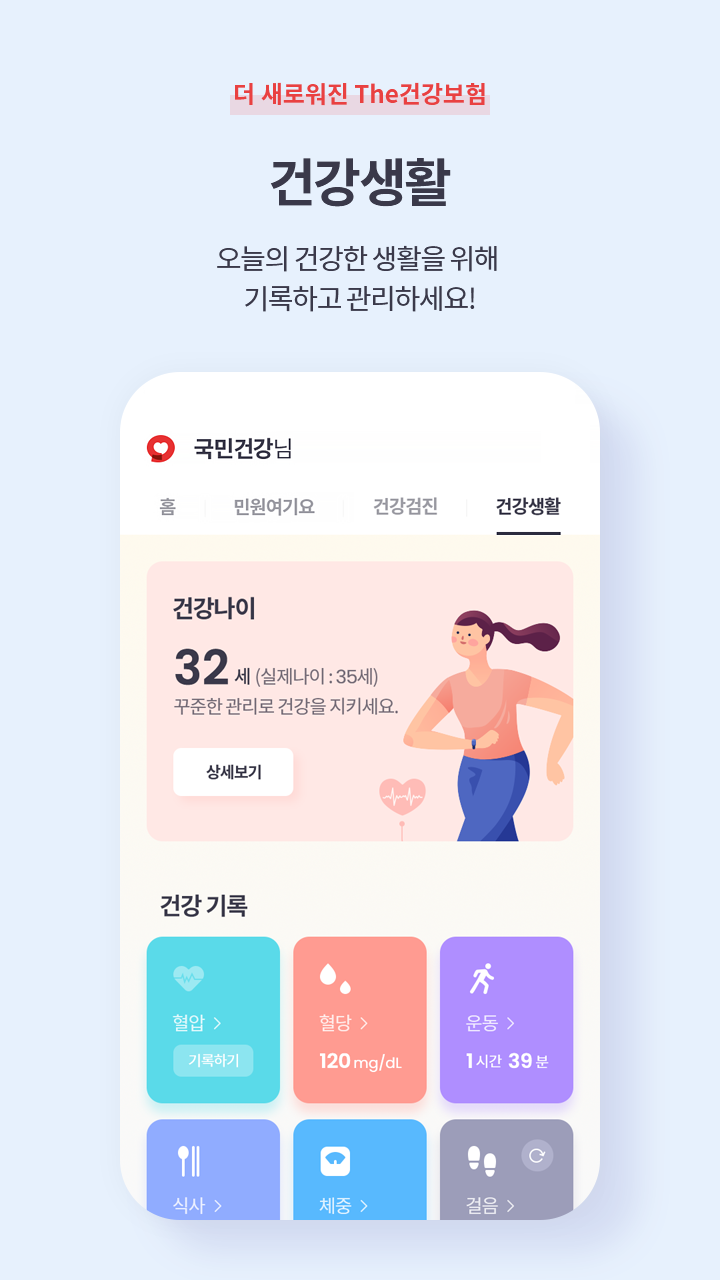 더 새로워진 The건강보험
건강생활
오늘의 건강한 생활을 위해
기록하고 관리하세요!
국민건강님
홈 민원여기요 건강검진 건강생활
건강나이
32 세 (실제나이 : 35세)
꾸준한 관리로 건강을 지키세요.
상세보기
건강 기록
혈압 >
기록하기
혈당 >
120 mg/dL
운동 >
1 시간 39 분
식사 >
체중 >
걸음 >